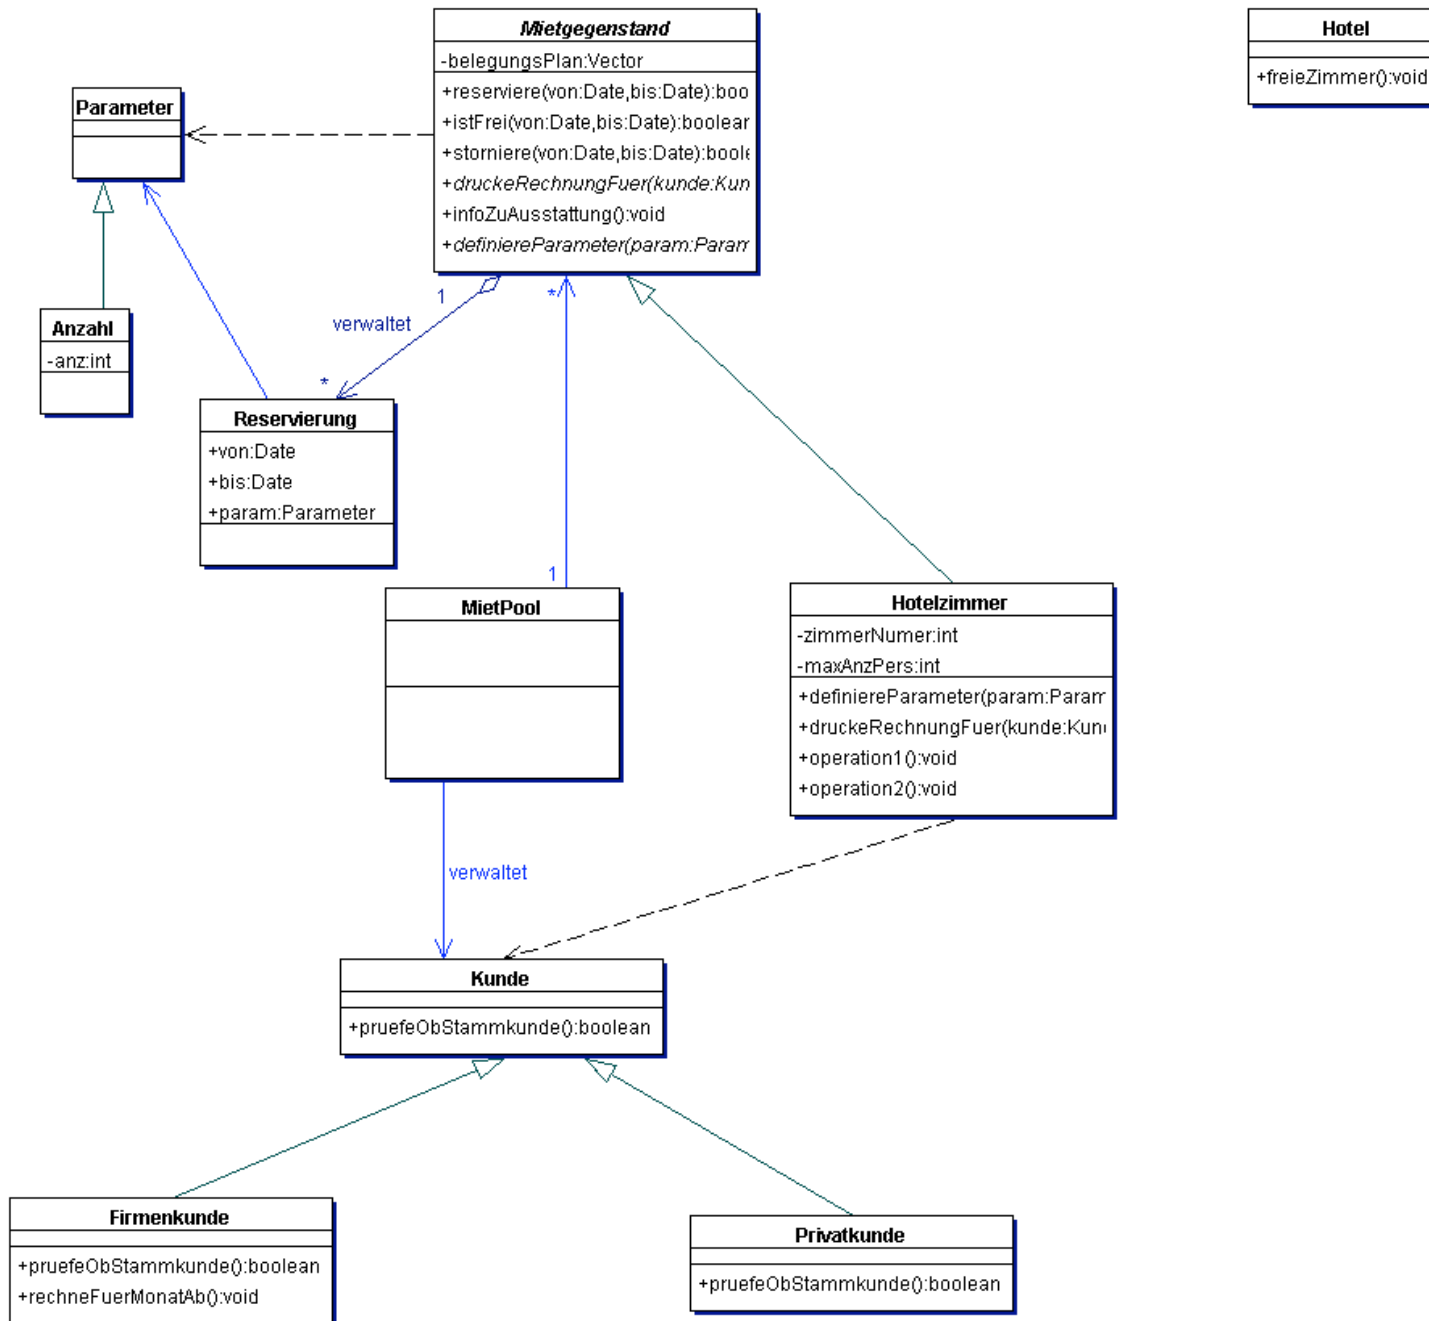 Mietgegenstand
-belegungsPlan:Vector
+reserviere(von:Date,bis:Date):boo
+istFrei(von:Date,bis:Date):boolear
+storniere(von:Date,bis:Date):boole
+druckeRechnungFuer(kunde:Kun
+infoZuAusstattung():void
+definiereParameter(param:Param
Hotel
+freieZimmer():void
Parameter
Anzahl
-anz:int
1
*
verwaltet
*
Reservierung
+von:Date
+bis:Date
+param:Parameter
1
MietPool
Hotelzimmer
-zimmerNumer:int
-maxAnzPers:int
+definiereParameter(param:Param
+druckeRechnungFuer(kunde:Kun
+operation1():void
+operation2():void
verwaltet
Kunde
+pruefeObStammkunde():boolean
Firmenkunde
+pruefeObStammkunde():boolean
+rechneFuerMonatAb():void
Privatkunde
+pruefeObStammkunde():boolean